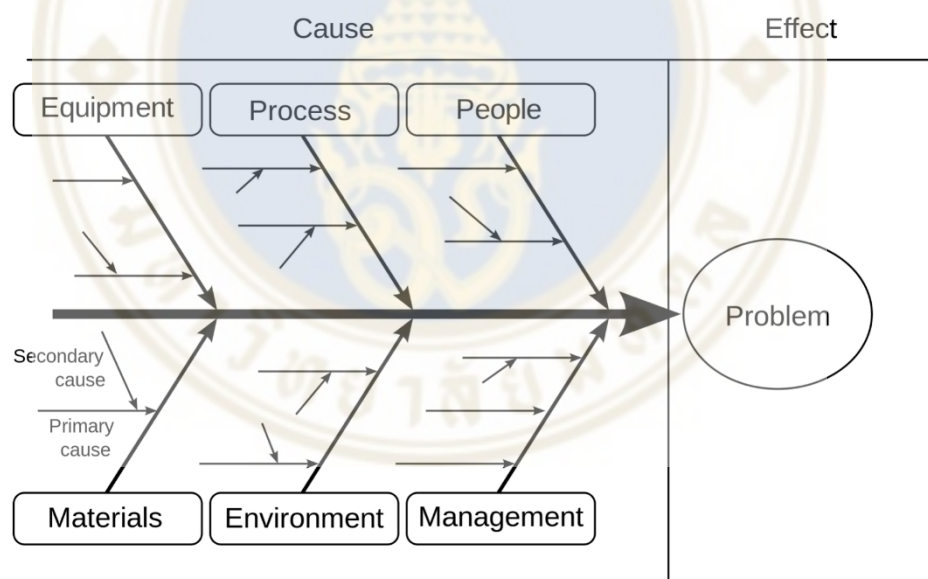 Cause
Effect
Equipment
Process
People
Problem
Secondary
cause
Primary
cause
Materials
Environment
Management